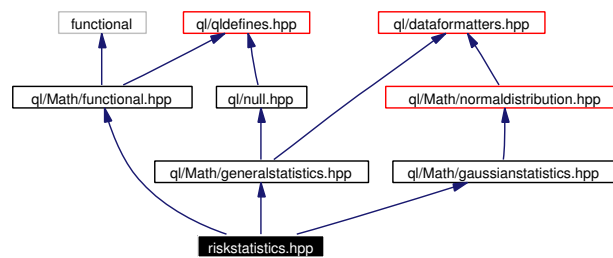 functional
ql/qldefines.hpp
ql/dataformatters.hpp
ql/Math/functional.hpp
ql/null.hpp
ql/Math/normaldistribution.hpp
ql/Math/generalstatistics.hpp
ql/Math/gaussianstatistics.hpp
riskstatistics.hpp